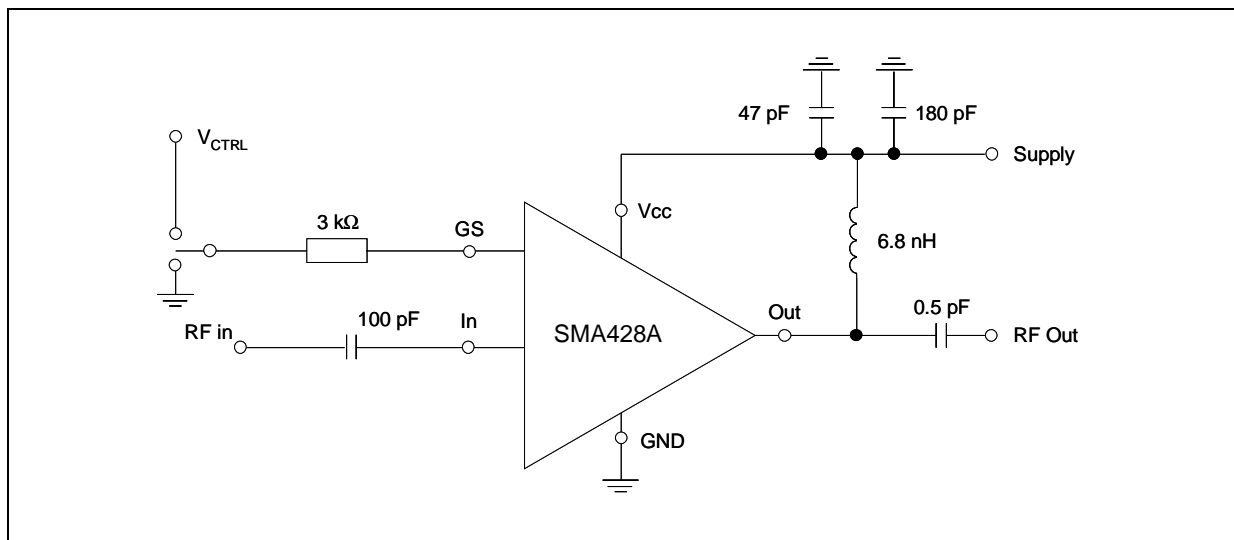 47 pF
180 pF
V_CTRL
Supply
Vcc
3 kΩ
GS
6.8 nH
0.5 pF
Out
100 pF
In
RF in
SMA428A
RF Out
GND